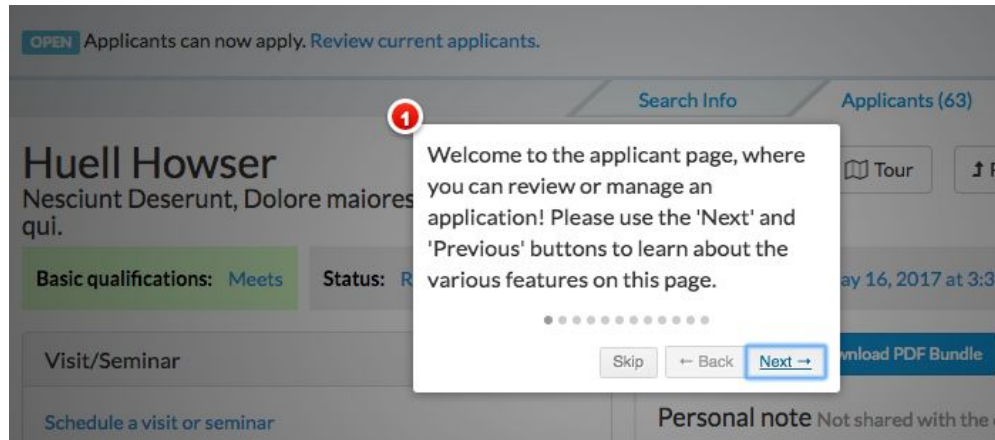 OPEN Applicants can now apply. Review current applicants.
Search Info
Applicants (63)
1
Huell Howser
Nesciunt Deserunt, Dolore maiores
qui.
Welcome to the applicant page, where
you can review or manage an
application! Please use the 'Next' and
'Previous' buttons to learn about the
various features on this page.
Tour
Basic qualifications: Meets
Status:
16, 2017 at
Skip
← Back
Next →
Visit/Seminar
PDF Bundle
Schedule a visit or seminar
Personal note Not shared with the